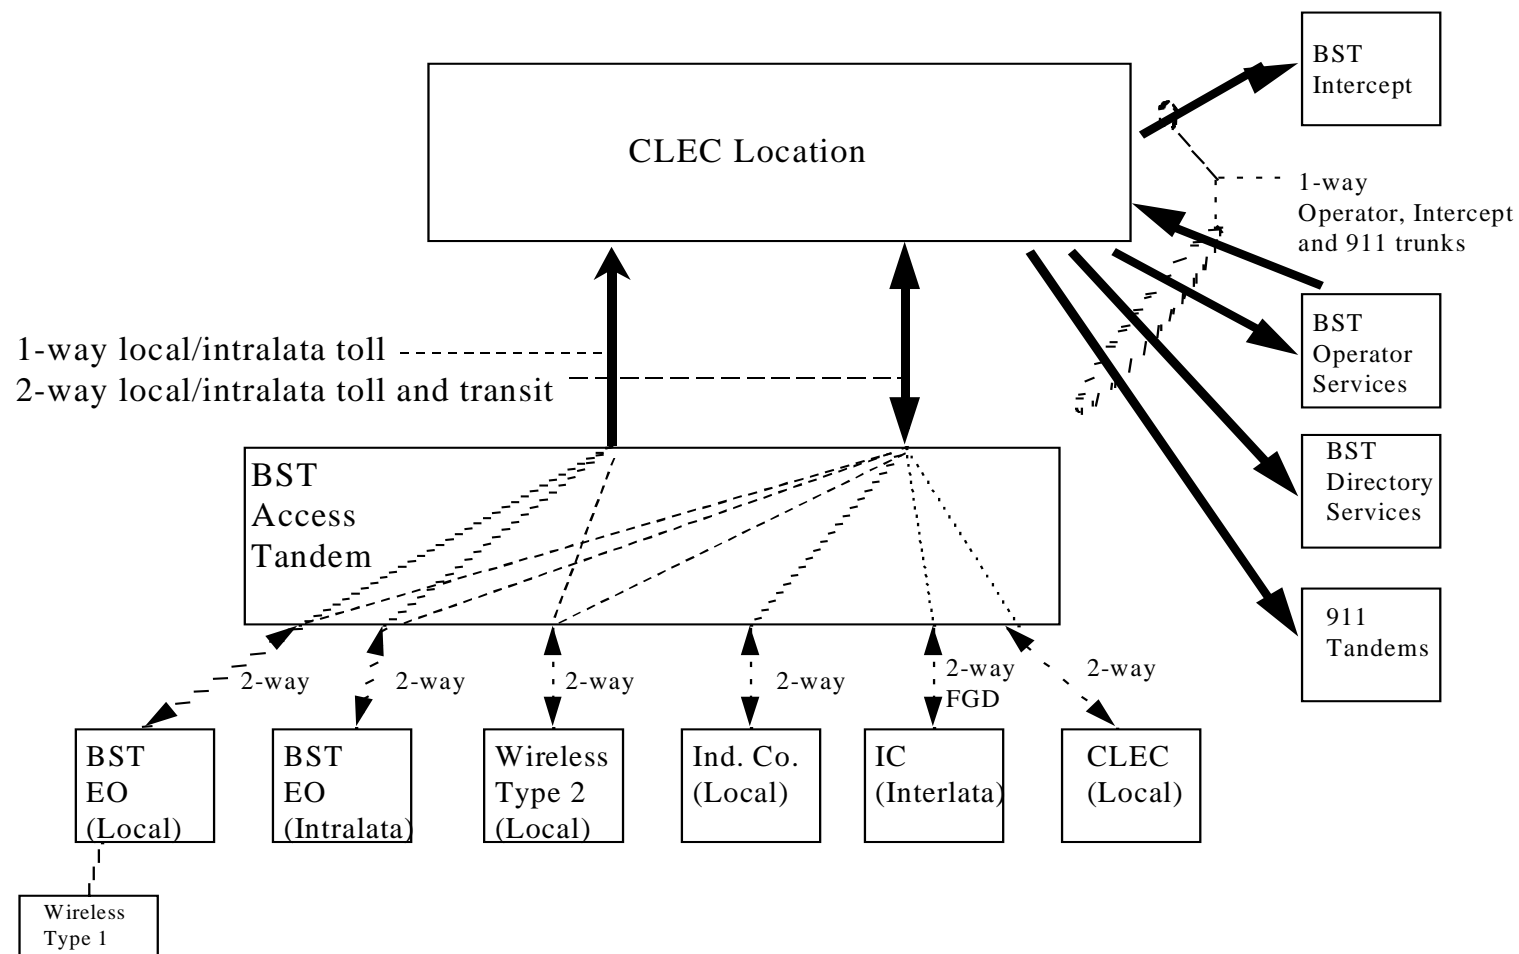 BST
Intercept
CLEC Location
1-way
Operator, Intercept
and 911 trunks
BST
Operator
Services
1-way local/intralata toll
2-way local/intralata toll and transit
BST
Directory
Services
BST
Access
Tandem
911
Tandems
2-way
2-way
2-way
2-way
2-way
FGD
2-way
BST
EO
(Local)
BST
EO
(Intralata)
Wireless
Type 2
(Local)
Ind. Co.
(Local)
IC
(Interlata)
CLEC
(Local)
Wireless
Type 1